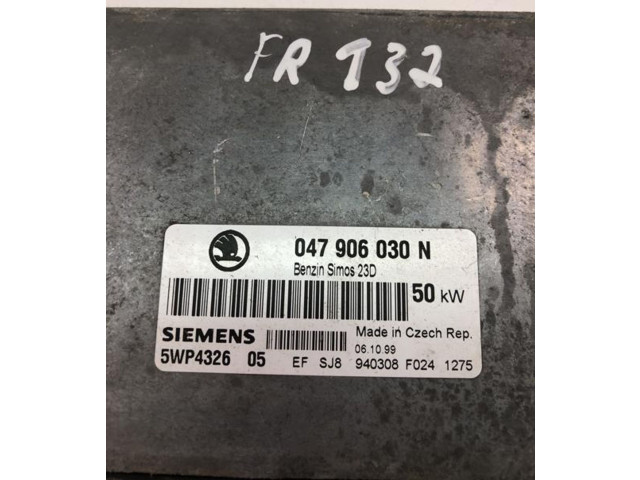 FR T32
047 906 030 N
Benzin Simos 23D
50 kW
SIEMENS
Made in Czech Rep.
06.10.99
5WP4326 05 EF SJ8 940308 F024 1275